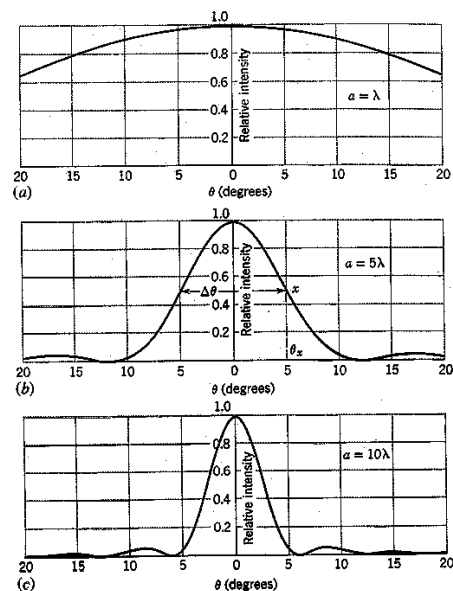 1.0
0.8
0.6
0.4
0.2
Relative intensity
a = λ
20 15 10 5 0 5 10 15 20
(a)
θ (degrees)
1.0
0.8
0.6
0.4
0.2
Relative intensity
a = 5λ
Δθ
x
θx
20 15 10 5 0 5 10 15 20
(b)
θ (degrees)
1.0
0.8
0.6
0.4
0.2
Relative intensity
a = 10λ
20 15 10 5 0 5 10 15 20
(c)
θ (degrees)